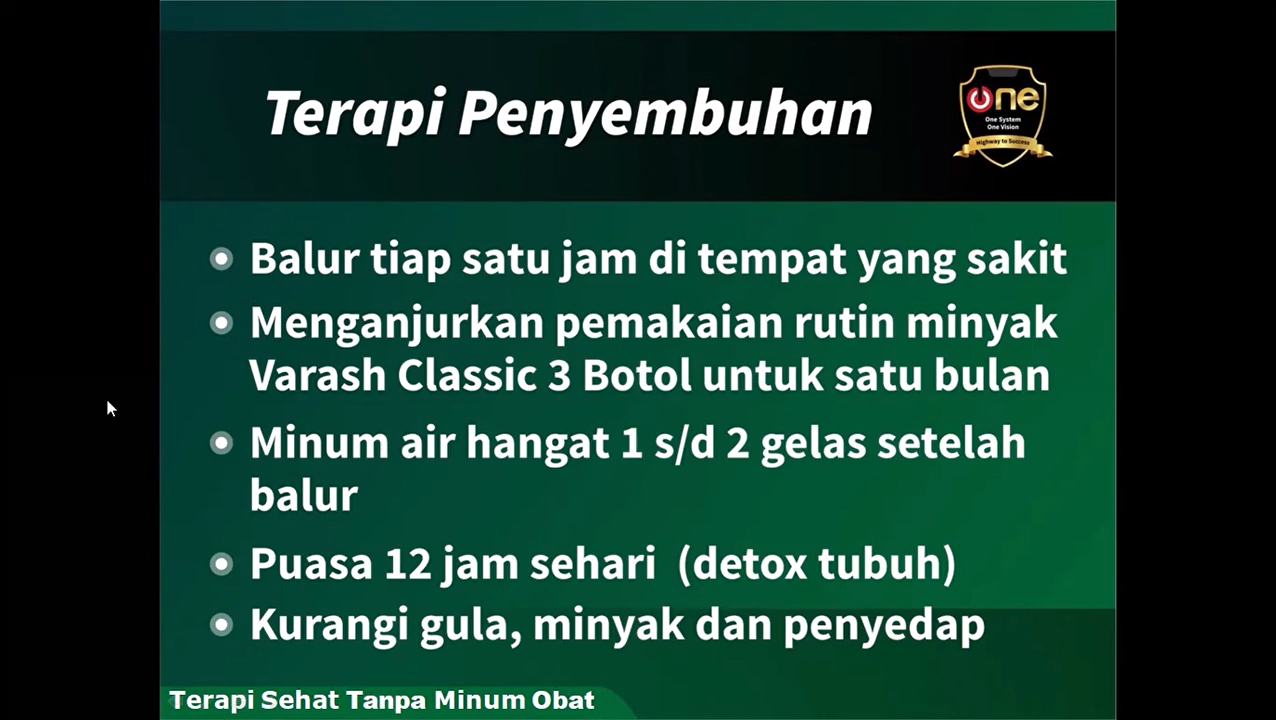 Terapi Penyembuhan
One
One System
One Vision
Highway to Success
Balur tiap satu jam di tempat yang sakit
Menganjurkan pemakaian rutin minyak
Varash Classic 3 Botol untuk satu bulan
Minum air hangat 1 s/d 2 gelas setelah
balur
Puasa 12 jam sehari (detox tubuh)
Kurangi gula, minyak dan penyedap
Terapi Sehat Tanpa Minum Obat